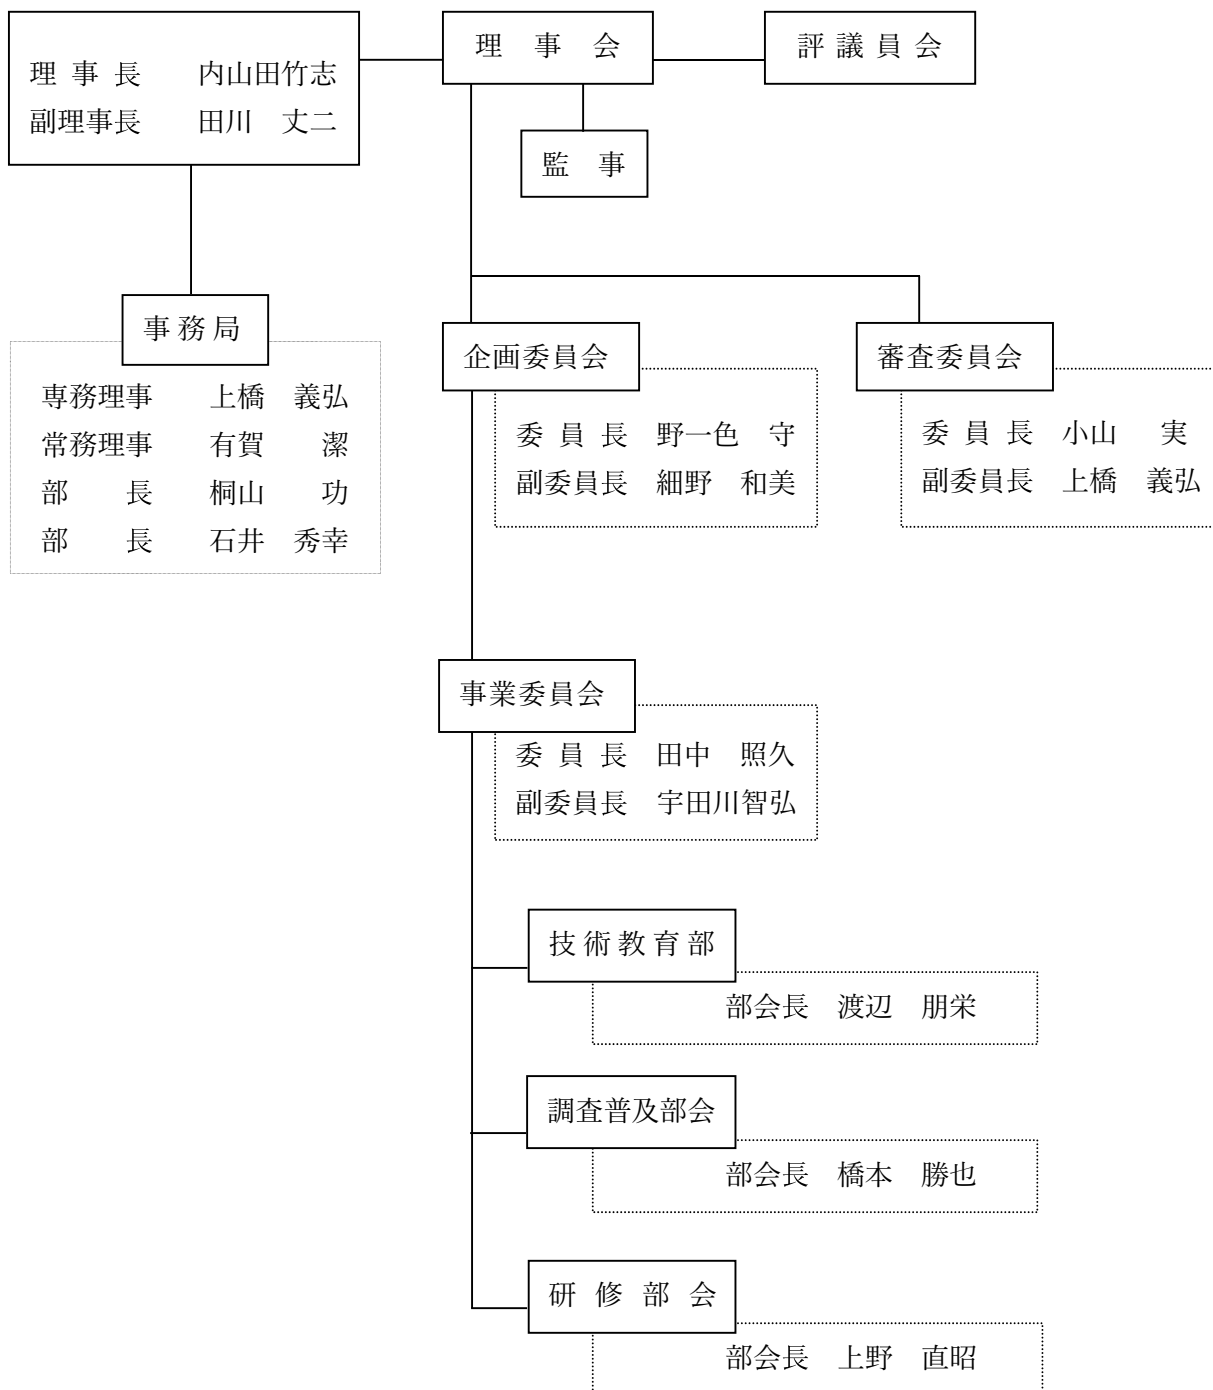 理事長　内山田竹志
副理事長　田川　丈二
理事会
評議員会
監事
事務局
専務理事　上橋　義弘
常務理事　有賀　潔
部長　桐山　功
部長　石井　秀幸
企画委員会
委員長　野一色　守
副委員長　細野　和美
審査委員会
委員長　小山　実
副委員長　上橋　義弘
事業委員会
委員長　田中　照久
副委員長　宇田川智弘
技術教育部
部会長　渡辺　朋栄
調査普及部会
部会長　橋本　勝也
研修部会
部会長　上野　直昭